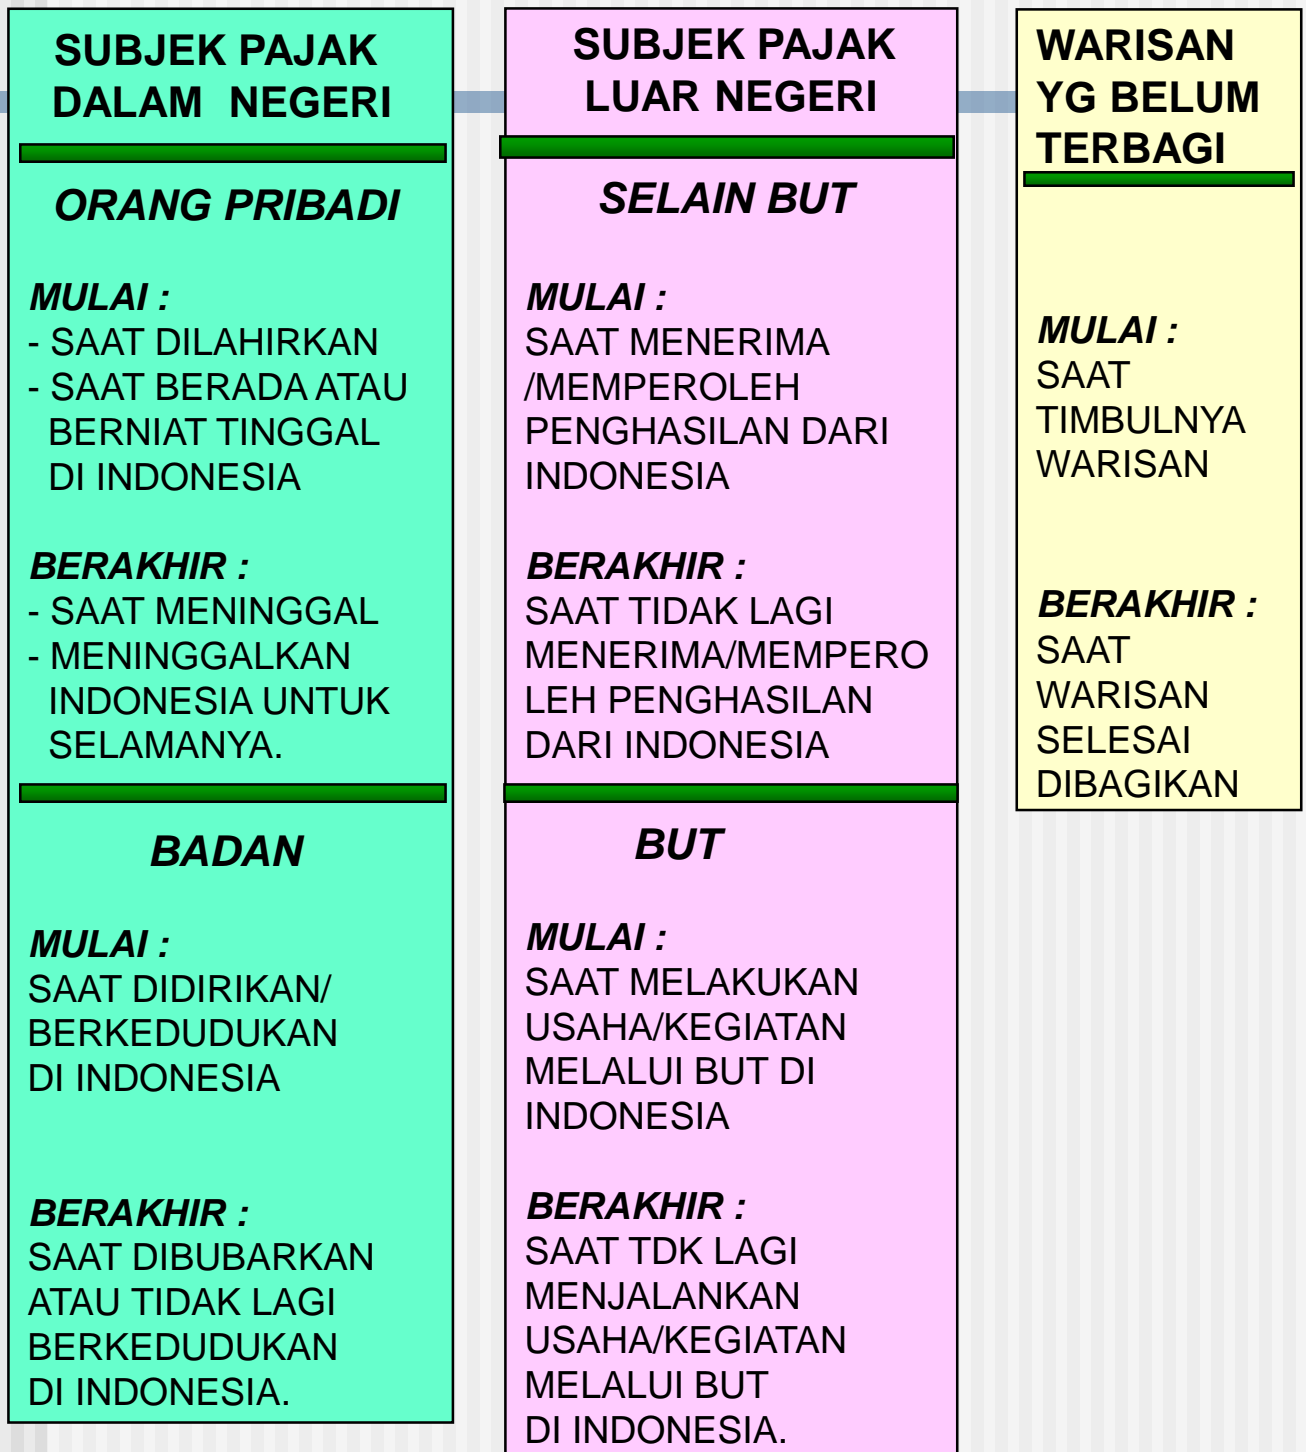 SUBJEK PAJAK
DALAM NEGERI
ORANG PRIBADI
MULAI :
- SAAT DILAHIRKAN
- SAAT BERADA ATAU
BERNIAT TINGGAL
DI INDONESIA
BERAKHIR :
- SAAT MENINGGAL
- MENINGGALKAN
INDONESIA UNTUK
SELAMANYA.
BADAN
MULAI :
SAAT DIDIRIKAN/
BERKEDUDUKAN
DI INDONESIA
BERAKHIR :
SAAT DIBUBARKAN
ATAU TIDAK LAGI
BERKEDUDUKAN
DI INDONESIA.
SUBJEK PAJAK
LUAR NEGERI
SELAIN BUT
MULAI :
SAAT MENERIMA
/MEMPEROLEH
PENGHASILAN DARI
INDONESIA
BERAKHIR :
SAAT TIDAK LAGI
MENERIMA/MEMPERO
LEH PENGHASILAN
DARI INDONESIA
BUT
MULAI :
SAAT MELAKUKAN
USAHA/KEGIATAN
MELALUI BUT DI
INDONESIA
BERAKHIR :
SAAT TDK LAGI
MENJALANKAN
USAHA/KEGIATAN
MELALUI BUT
DI INDONESIA.
WARISAN
YG BELUM
TERBAGI
MULAI :
SAAT
TIMBULNYA
WARISAN
BERAKHIR :
SAAT
WARISAN
SELESAI
DIBAGIKAN